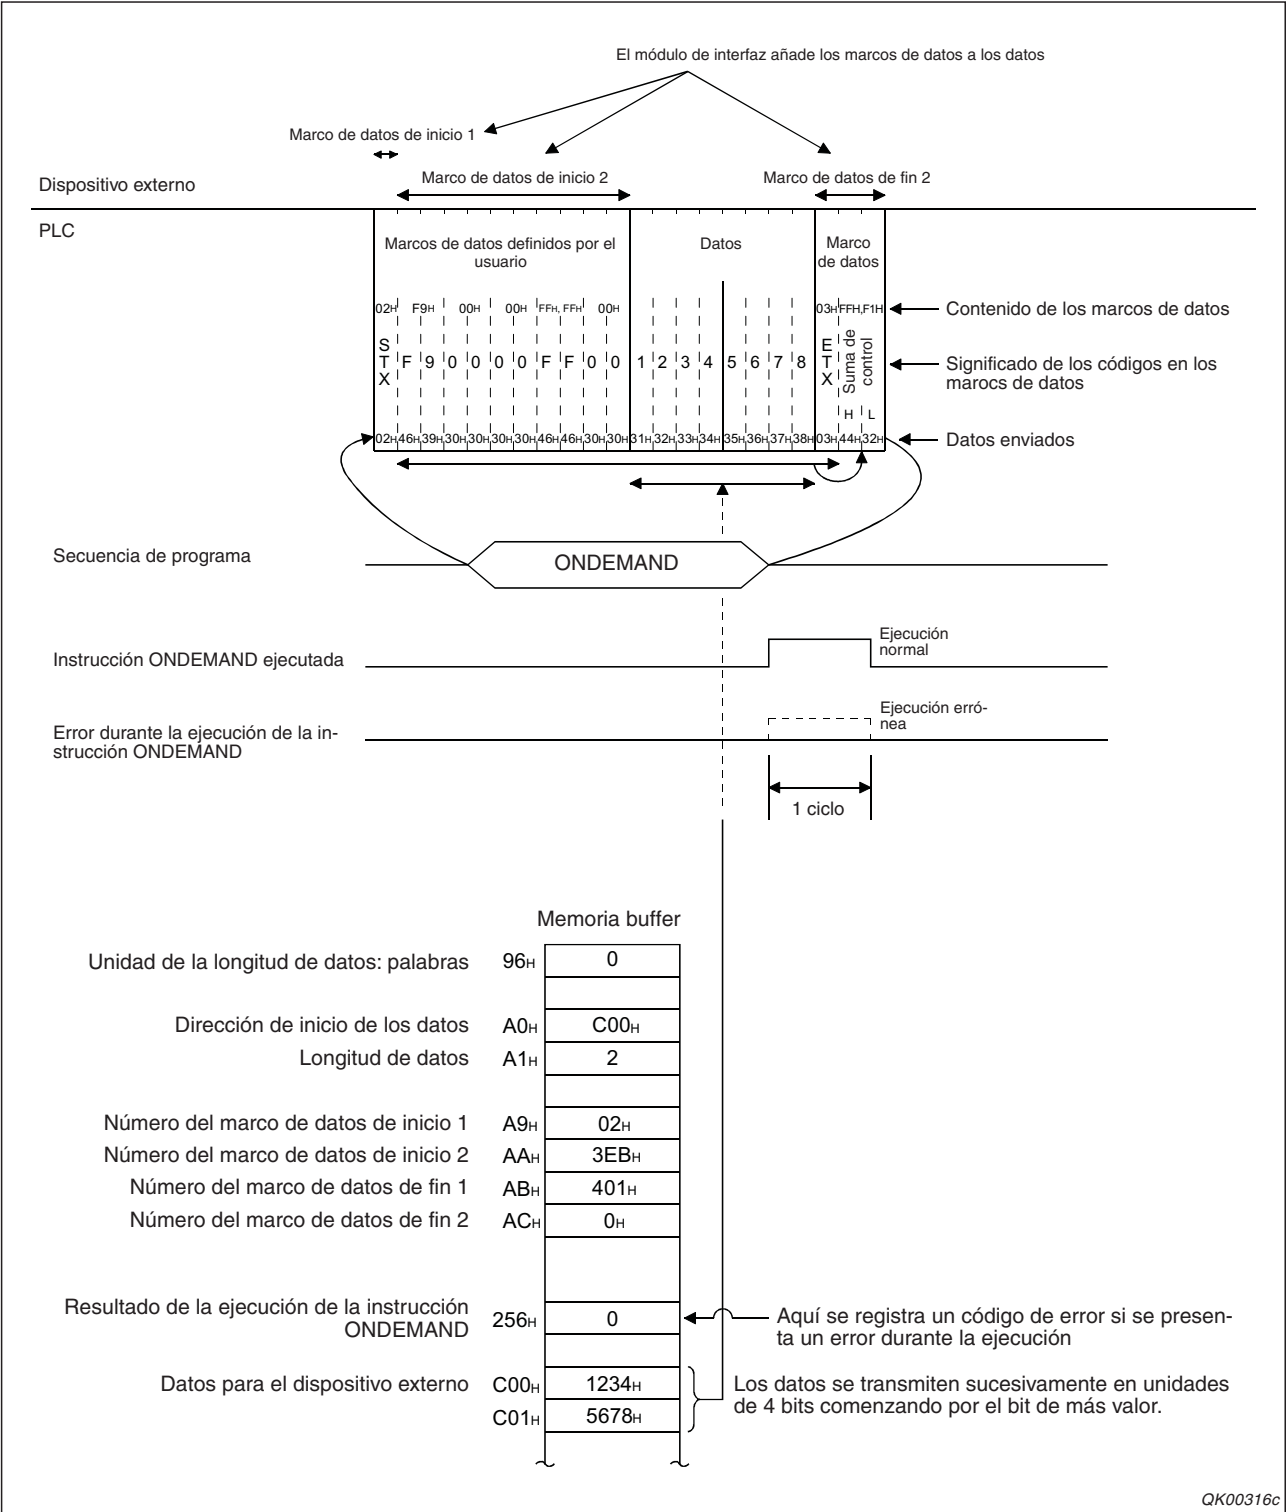 El módulo de interfaz añade los marcos de datos a los datos
Marco de datos de inicio 1
Dispositivo externo
Marco de datos de inicio 2
Marco de datos de fin 2
PLC
Marcos de datos definidos por el
usuario
Datos
Marco
de datos
02H F9H 00H 00H FFH, FFH 00H 03H FFH,F1H
Contenido de los marcos de datos
STX F 9 0 0 0 0 F F 0 0 1 2 3 4 5 6 7 8 ETX
Suma de
control
H L
Significado de los códigos en los
marocs de datos
02H 46H 39H 30H 30H 30H 30H 46H 46H 30H 30H 31H 32H 33H 34H 35H 36H 37H 38H 03H 44H 32H
Datos enviados
Secuencia de programa
ONDEMAND
Instrucción ONDEMAND ejecutada
Ejecución
normal
Error durante la ejecución de la in-
strucción ONDEMAND
Ejecución erró-
nea
1 ciclo
Memoria buffer
Unidad de la longitud de datos: palabras 96H 0
Dirección de inicio de los datos A0H C00H
Longitud de datos A1H 2
Número del marco de datos de inicio 1 A9H 02H
Número del marco de datos de inicio 2 AAH 3EBH
Número del marco de datos de fin 1 ABH 401H
Número del marco de datos de fin 2 ACH 0H
Resultado de la ejecución de la instrucción
ONDEMAND
256H 0
Aquí se registra un código de error si se presen-
ta un error durante la ejecución
Datos para el dispositivo externo C00H 1234H
C01H 5678H
Los datos se transmiten sucesivamente en unidades
de 4 bits comenzando por el bit de más valor.
QK00316c